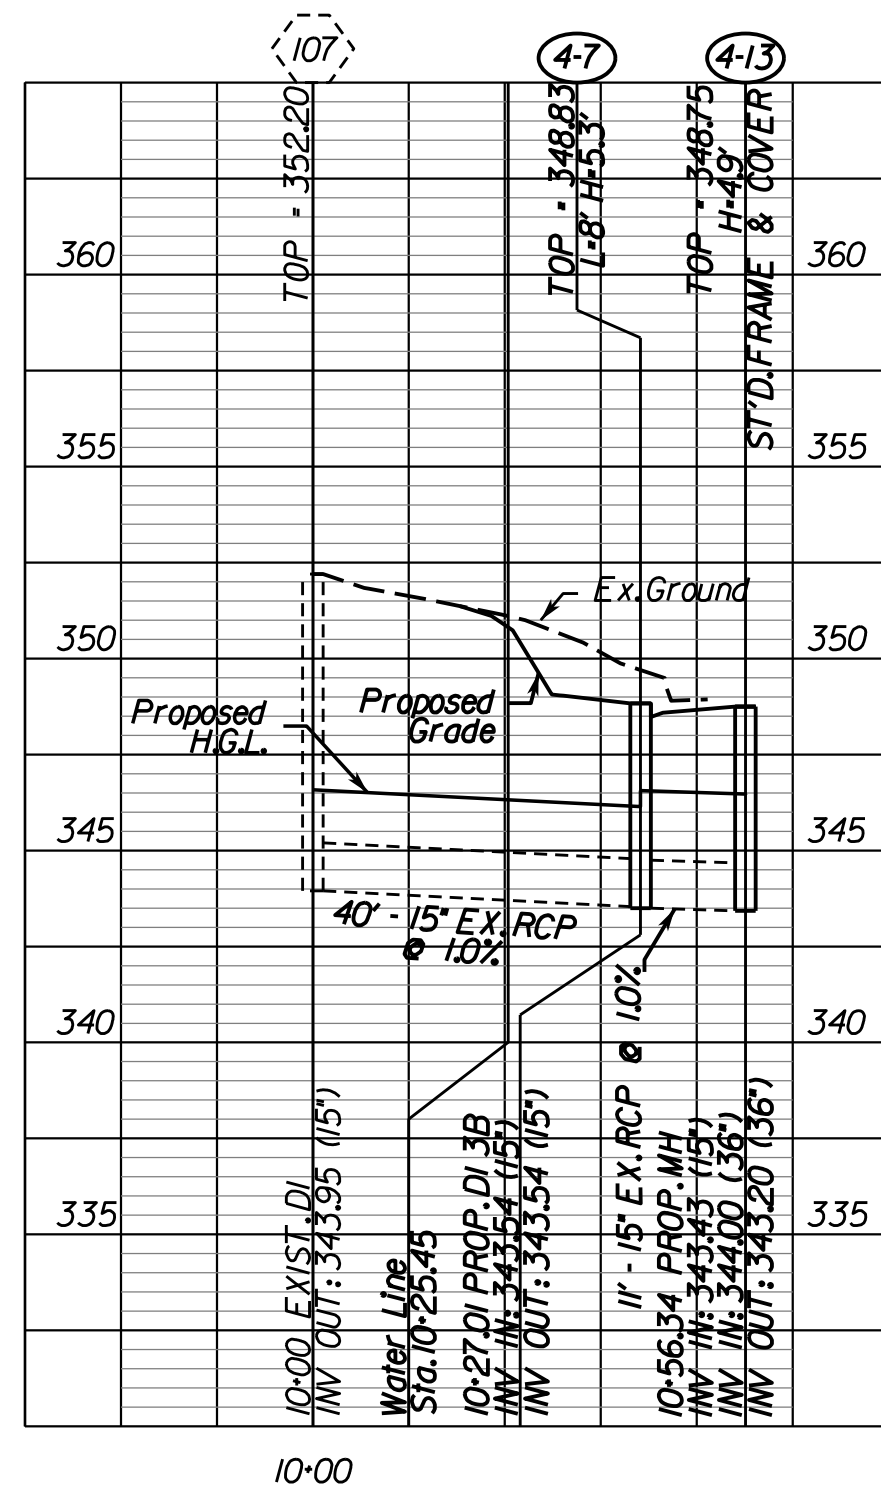 107
4-7
4-13
TOP = 352.20
TOP = 348.83
L=8' H=5.3'
TOP = 348.75
H=4.9'
ST'D. FRAME & COVER
360
360
355
355
Ex. Ground
350
350
Proposed
H.G.L.
Proposed
Grade
345
345
40' - 15" EX. RCP
@ 1.0%
340
340
11' - 15" EX. RCP @ 1.0%
335
335
10+00 EXIST. DI
INV OUT: 343.95 (15")
Water Line
Sta. 10+25.45
10+27.01 PROP. DI 3B
INV IN: 343.54 (15")
INV OUT: 343.54 (15")
10+56.34 PROP. MH
INV IN: 343.43 (15")
INV IN: 344.00 (36")
INV OUT: 343.20 (36")
10+00